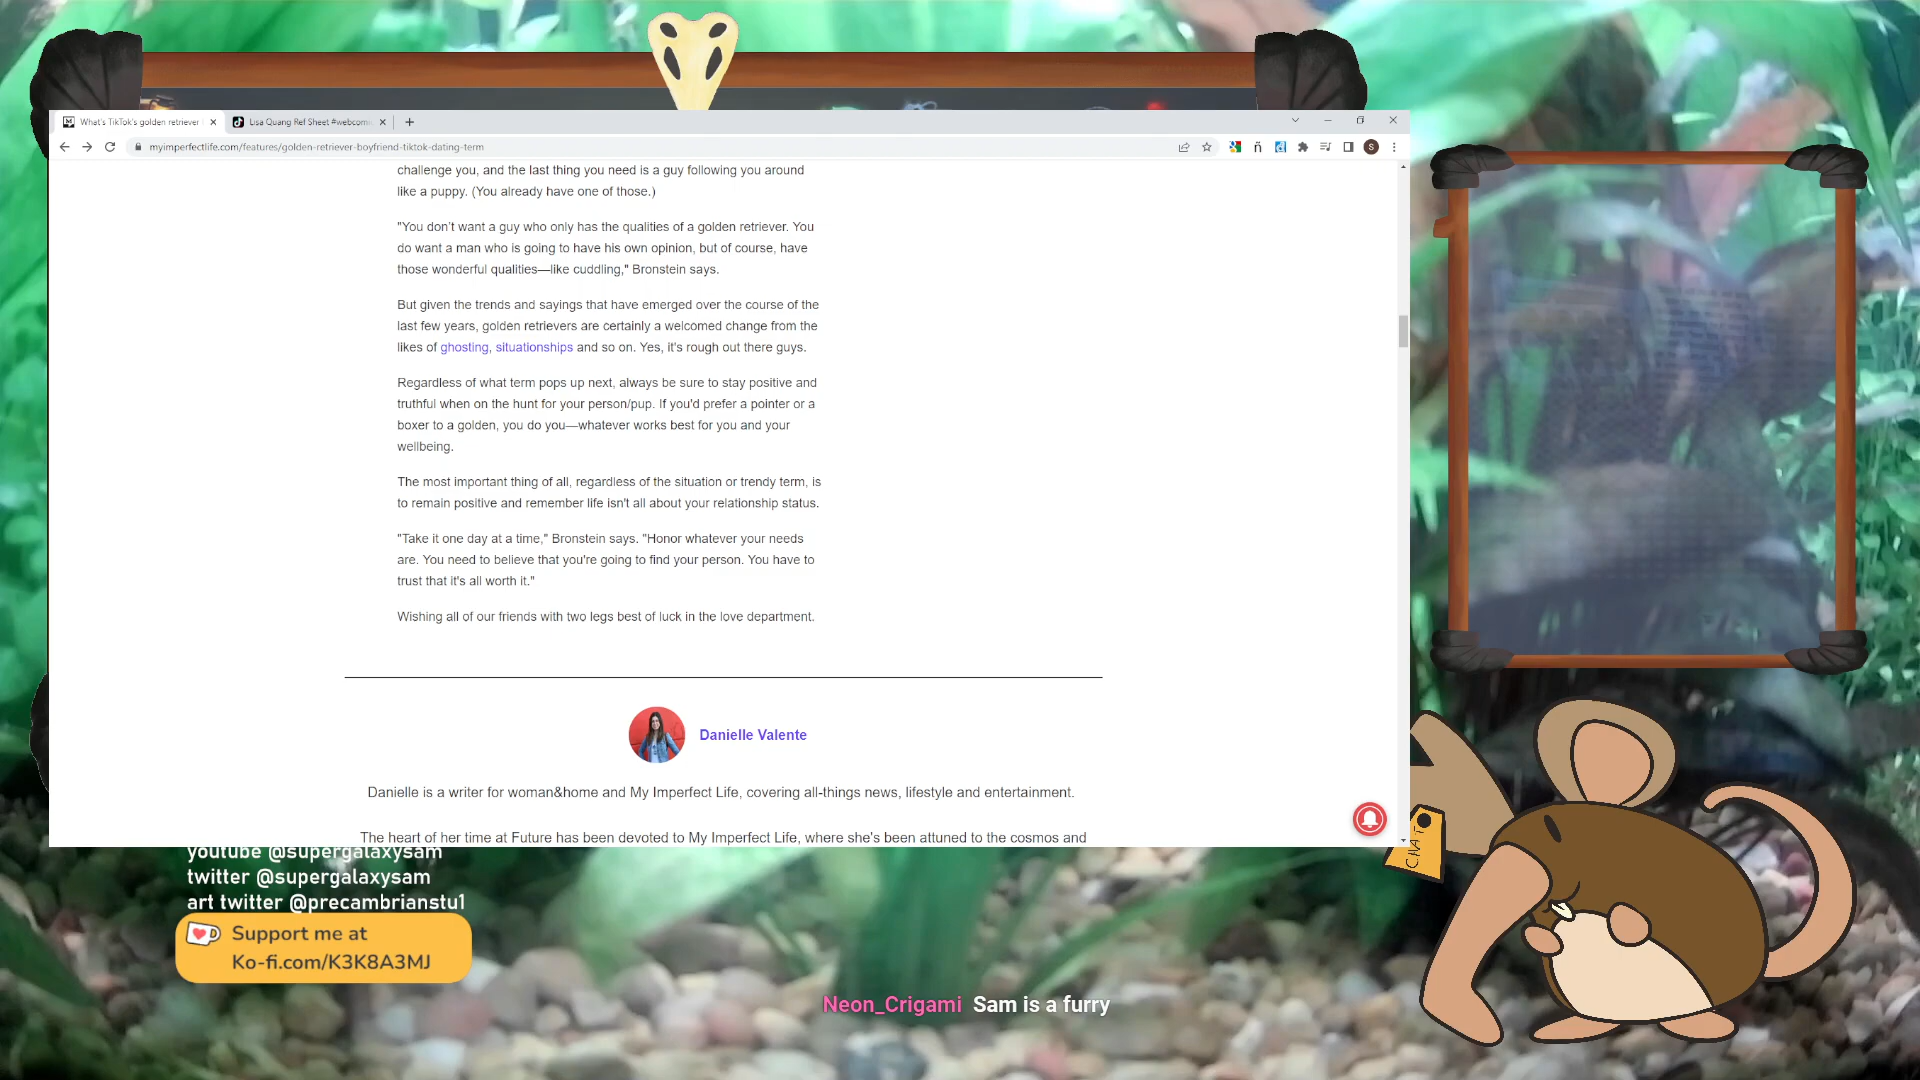 What's TikTok's golden retriever
Lisa Quang Ref Sheet #webcomic
myimperfectlife.com/features/golden-retriever-boyfriend-tiktok-dating-term
challenge you, and the last thing you need is a guy following you around
like a puppy. (You already have one of those.)
"You don't want a guy who only has the qualities of a golden retriever. You
do want a man who is going to have his own opinion, but of course, have
those wonderful qualities—like cuddling," Bronstein says.
But given the trends and sayings that have emerged over the course of the
last few years, golden retrievers are certainly a welcomed change from the
likes of ghosting, situationships and so on. Yes, it's rough out there guys.
Regardless of what term pops up next, always be sure to stay positive and
truthful when on the hunt for your person/pup. If you'd prefer a pointer or a
boxer to a golden, you do you—whatever works best for you and your
wellbeing.
The most important thing of all, regardless of the situation or trendy term, is
to remain positive and remember life isn't all about your relationship status.
"Take it one day at a time," Bronstein says. "Honor whatever your needs
are. You need to believe that you're going to find your person. You have to
trust that it's all worth it."
Wishing all of our friends with two legs best of luck in the love department.
Danielle Valente
Danielle is a writer for woman&home and My Imperfect Life, covering all-things news, lifestyle and entertainment.
The heart of her time at Future has been devoted to My Imperfect Life, where she's been attuned to the cosmos and
CHAT
youtube @supergalaxysam
twitter @supergalaxysam
art twitter @precambrianstu1
Support me at
Ko-fi.com/K3K8A3MJ
Neon_Crigami Sam is a furry